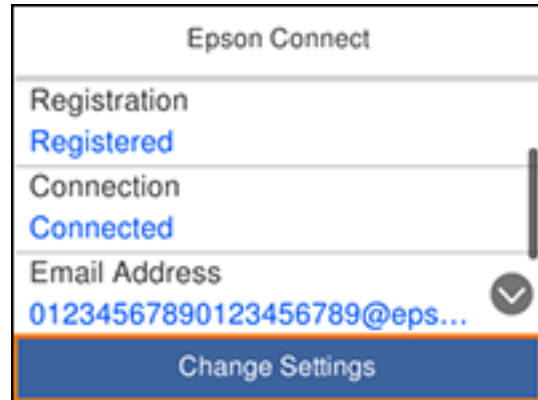 Epson Connect
Registration
Registered
Connection
Connected
Email Address
01234567890123456789@eps...
Change Settings